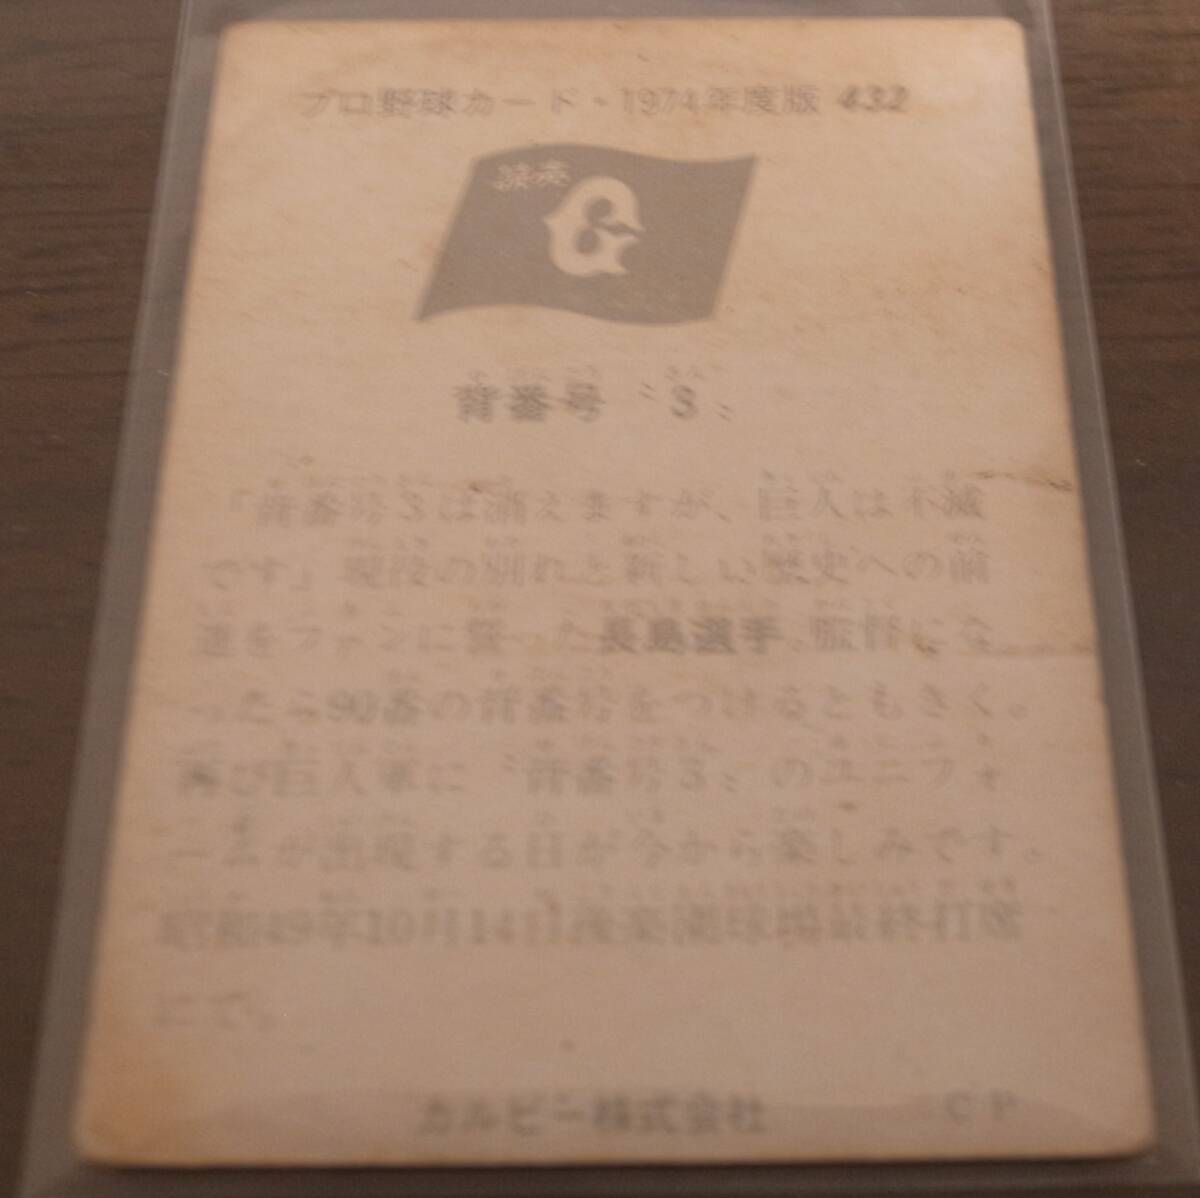 プロ野球カード・1974年度版 432
読売
G
背番号〝3〟
「背番号3は消えますが、巨人は不滅
です」現役の別れと新しい歴史への前
進をファンに誓った長島選手。監督にな
ったら90番の背番号をつけるともきく。
再び巨人軍に〝背番号3〟のユニフォ
ームが出現する日が今から楽しみです。
昭和49年10月14日後楽園球場最終打席
にて。
カルビー株式会社 C P